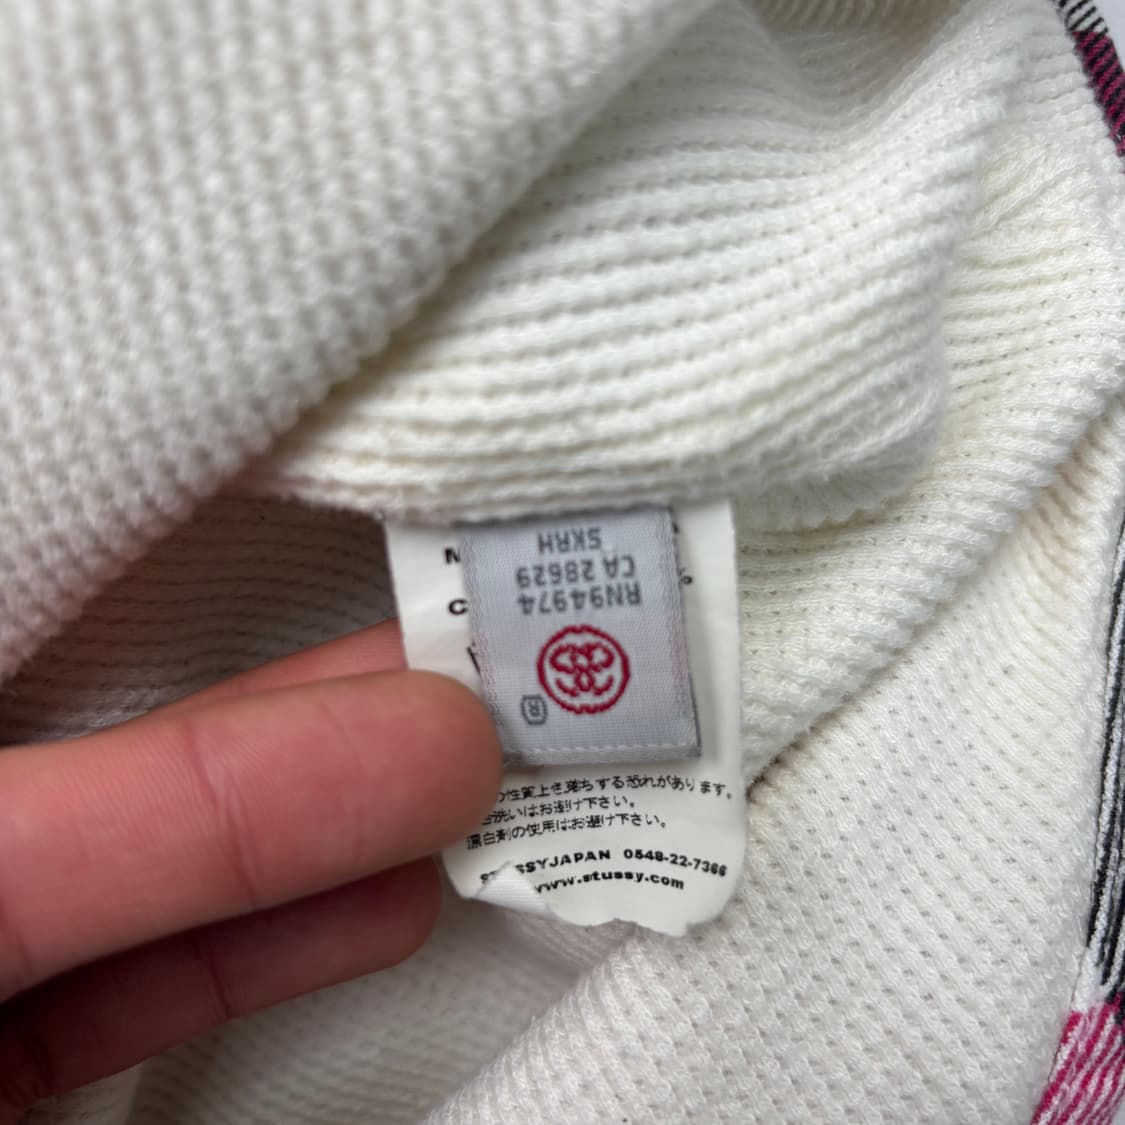 RN94974
CA 28629
SKRH
®
M
%
C
の性質上色落ちする恐れがあります。
洗いはお避け下さい。
漂白剤の使用はお避け下さい。
JAPAN 0548-22-7366
www.stussy.com